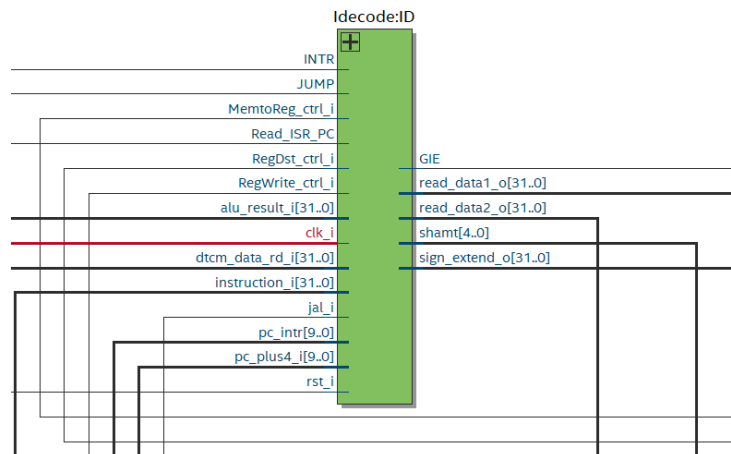 Idecode:ID
INTR
JUMP
MemtoReg_ctrl_i
Read_ISR_PC
RegDst_ctrl_i
RegWrite_ctrl_i
alu_result_i[31..0]
clk_i
dtcm_data_rd_i[31..0]
instruction_i[31..0]
jal_i
pc_intr[9..0]
pc_plus4_i[9..0]
rst_i
GIE
read_data1_o[31..0]
read_data2_o[31..0]
shamt[4..0]
sign_extend_o[31..0]